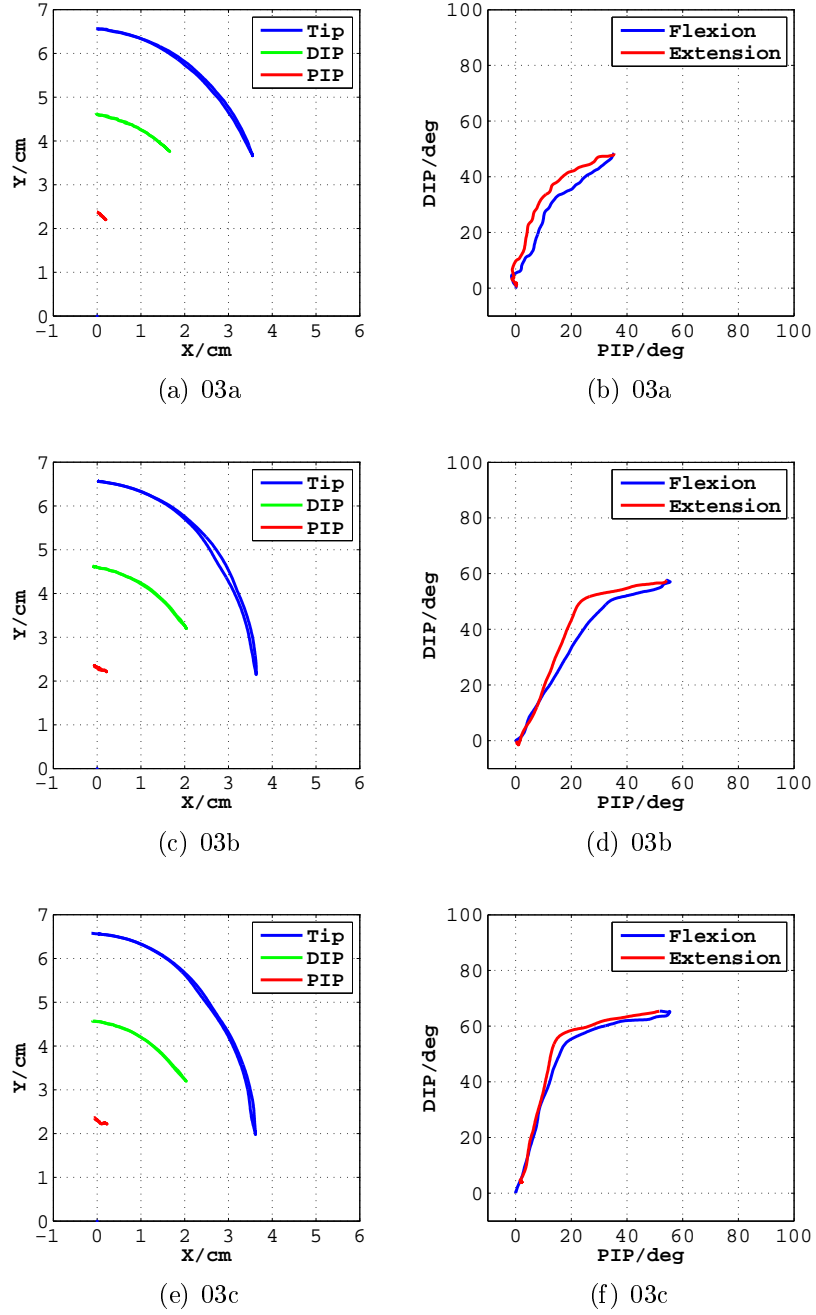 7
6
5
4
3
2
1
0
Y/cm
−1 0 1 2 3 4 5 6
X/cm
Tip
DIP
PIP
(a) 03a
100
80
60
40
20
0
DIP/deg
0 20 40 60 80 100
PIP/deg
Flexion
Extension
(b) 03a
7
6
5
4
3
2
1
0
Y/cm
−1 0 1 2 3 4 5 6
X/cm
Tip
DIP
PIP
(c) 03b
100
80
60
40
20
0
DIP/deg
0 20 40 60 80 100
PIP/deg
Flexion
Extension
(d) 03b
7
6
5
4
3
2
1
0
Y/cm
−1 0 1 2 3 4 5 6
X/cm
Tip
DIP
PIP
(e) 03c
100
80
60
40
20
0
DIP/deg
0 20 40 60 80 100
PIP/deg
Flexion
Extension
(f) 03c